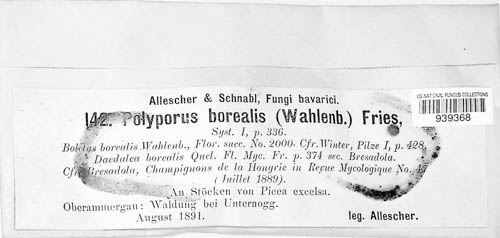 Allescher & Schnabl, Fungi bavarici.
142. Polyporus borealis (Wahlenb.) Fries,
Syst. I, p. 336.
Boletus borealis Wahlenb., Flor. suec. No. 2000. Cfr. Winter, Pilze I, p. 428,
Daedalea borealis Quel. Fl. Myc. Fr. p. 374 sec. Bresadola.
Cfr. Bresadola, Champignons de la Hongrie in Regue Mycologique No.
(Juillet 1889).
An Stöcken von Picea excelsa.
Oberammergau: Waldung bei Unternogg.
August 1891.
leg. Allescher.
US NATIONAL FUNGUS COLLECTIONS
939368